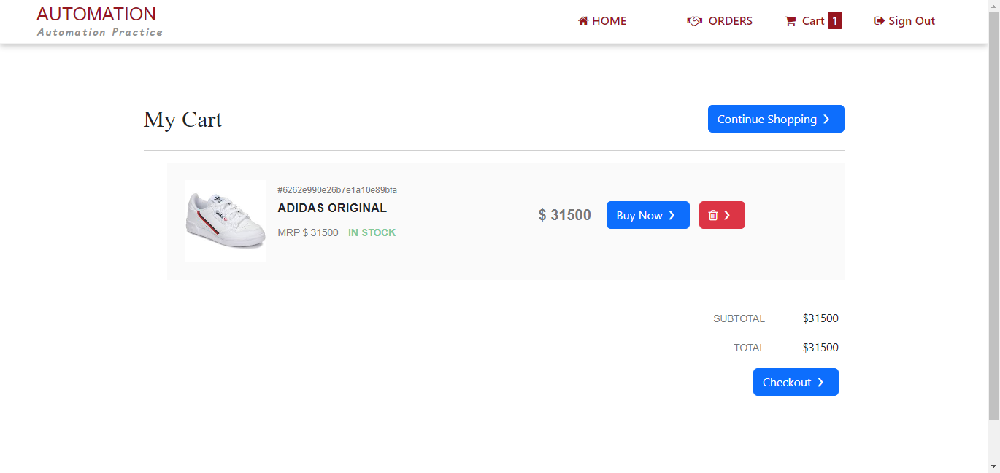 AUTOMATION
Automation Practice
HOME
ORDERS
Cart 1
Sign Out
My Cart
Continue Shopping
#6262e990e26b7e1a10e89bfa
ADIDAS ORIGINAL
MRP $ 31500 IN STOCK
$ 31500
Buy Now
SUBTOTAL $31500
TOTAL $31500
Checkout